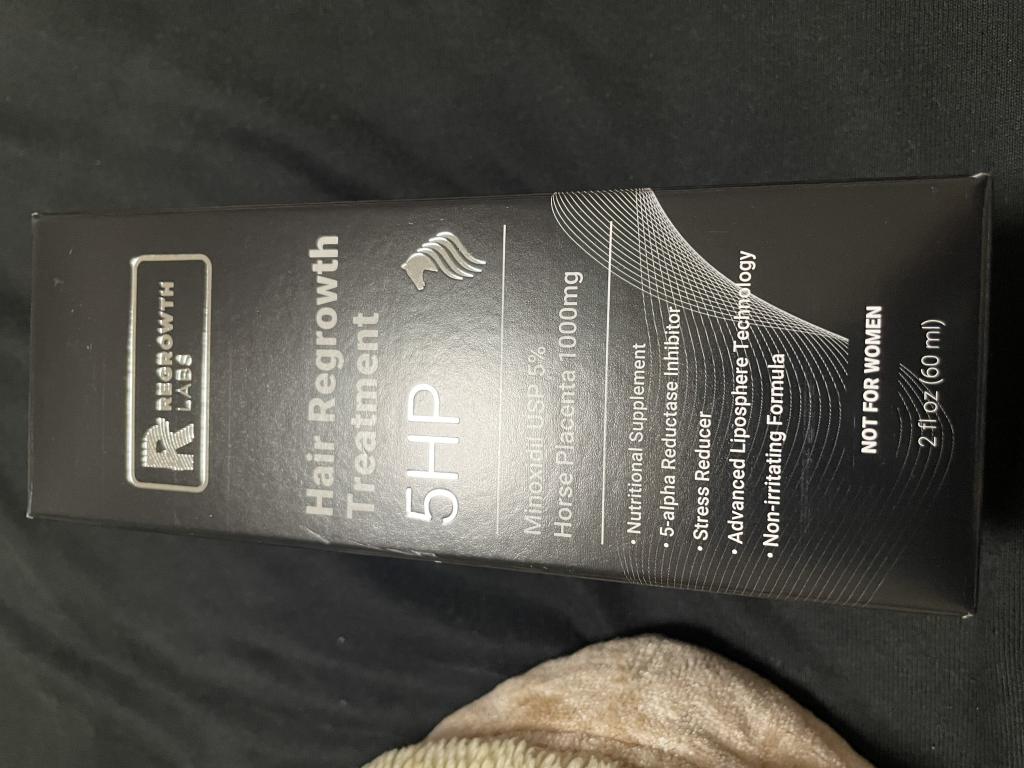 R REGROWTH
LABS
Hair Regrowth
Treatment
5HP
Minoxidil USP 5%
Horse Placenta 1000mg
• Nutritional Supplement
• 5-alpha Reductase Inhibitor
• Stress Reducer
• Advanced Liposphere Technology
• Non-irritating Formula
NOT FOR WOMEN
2 fl oz (60 ml)